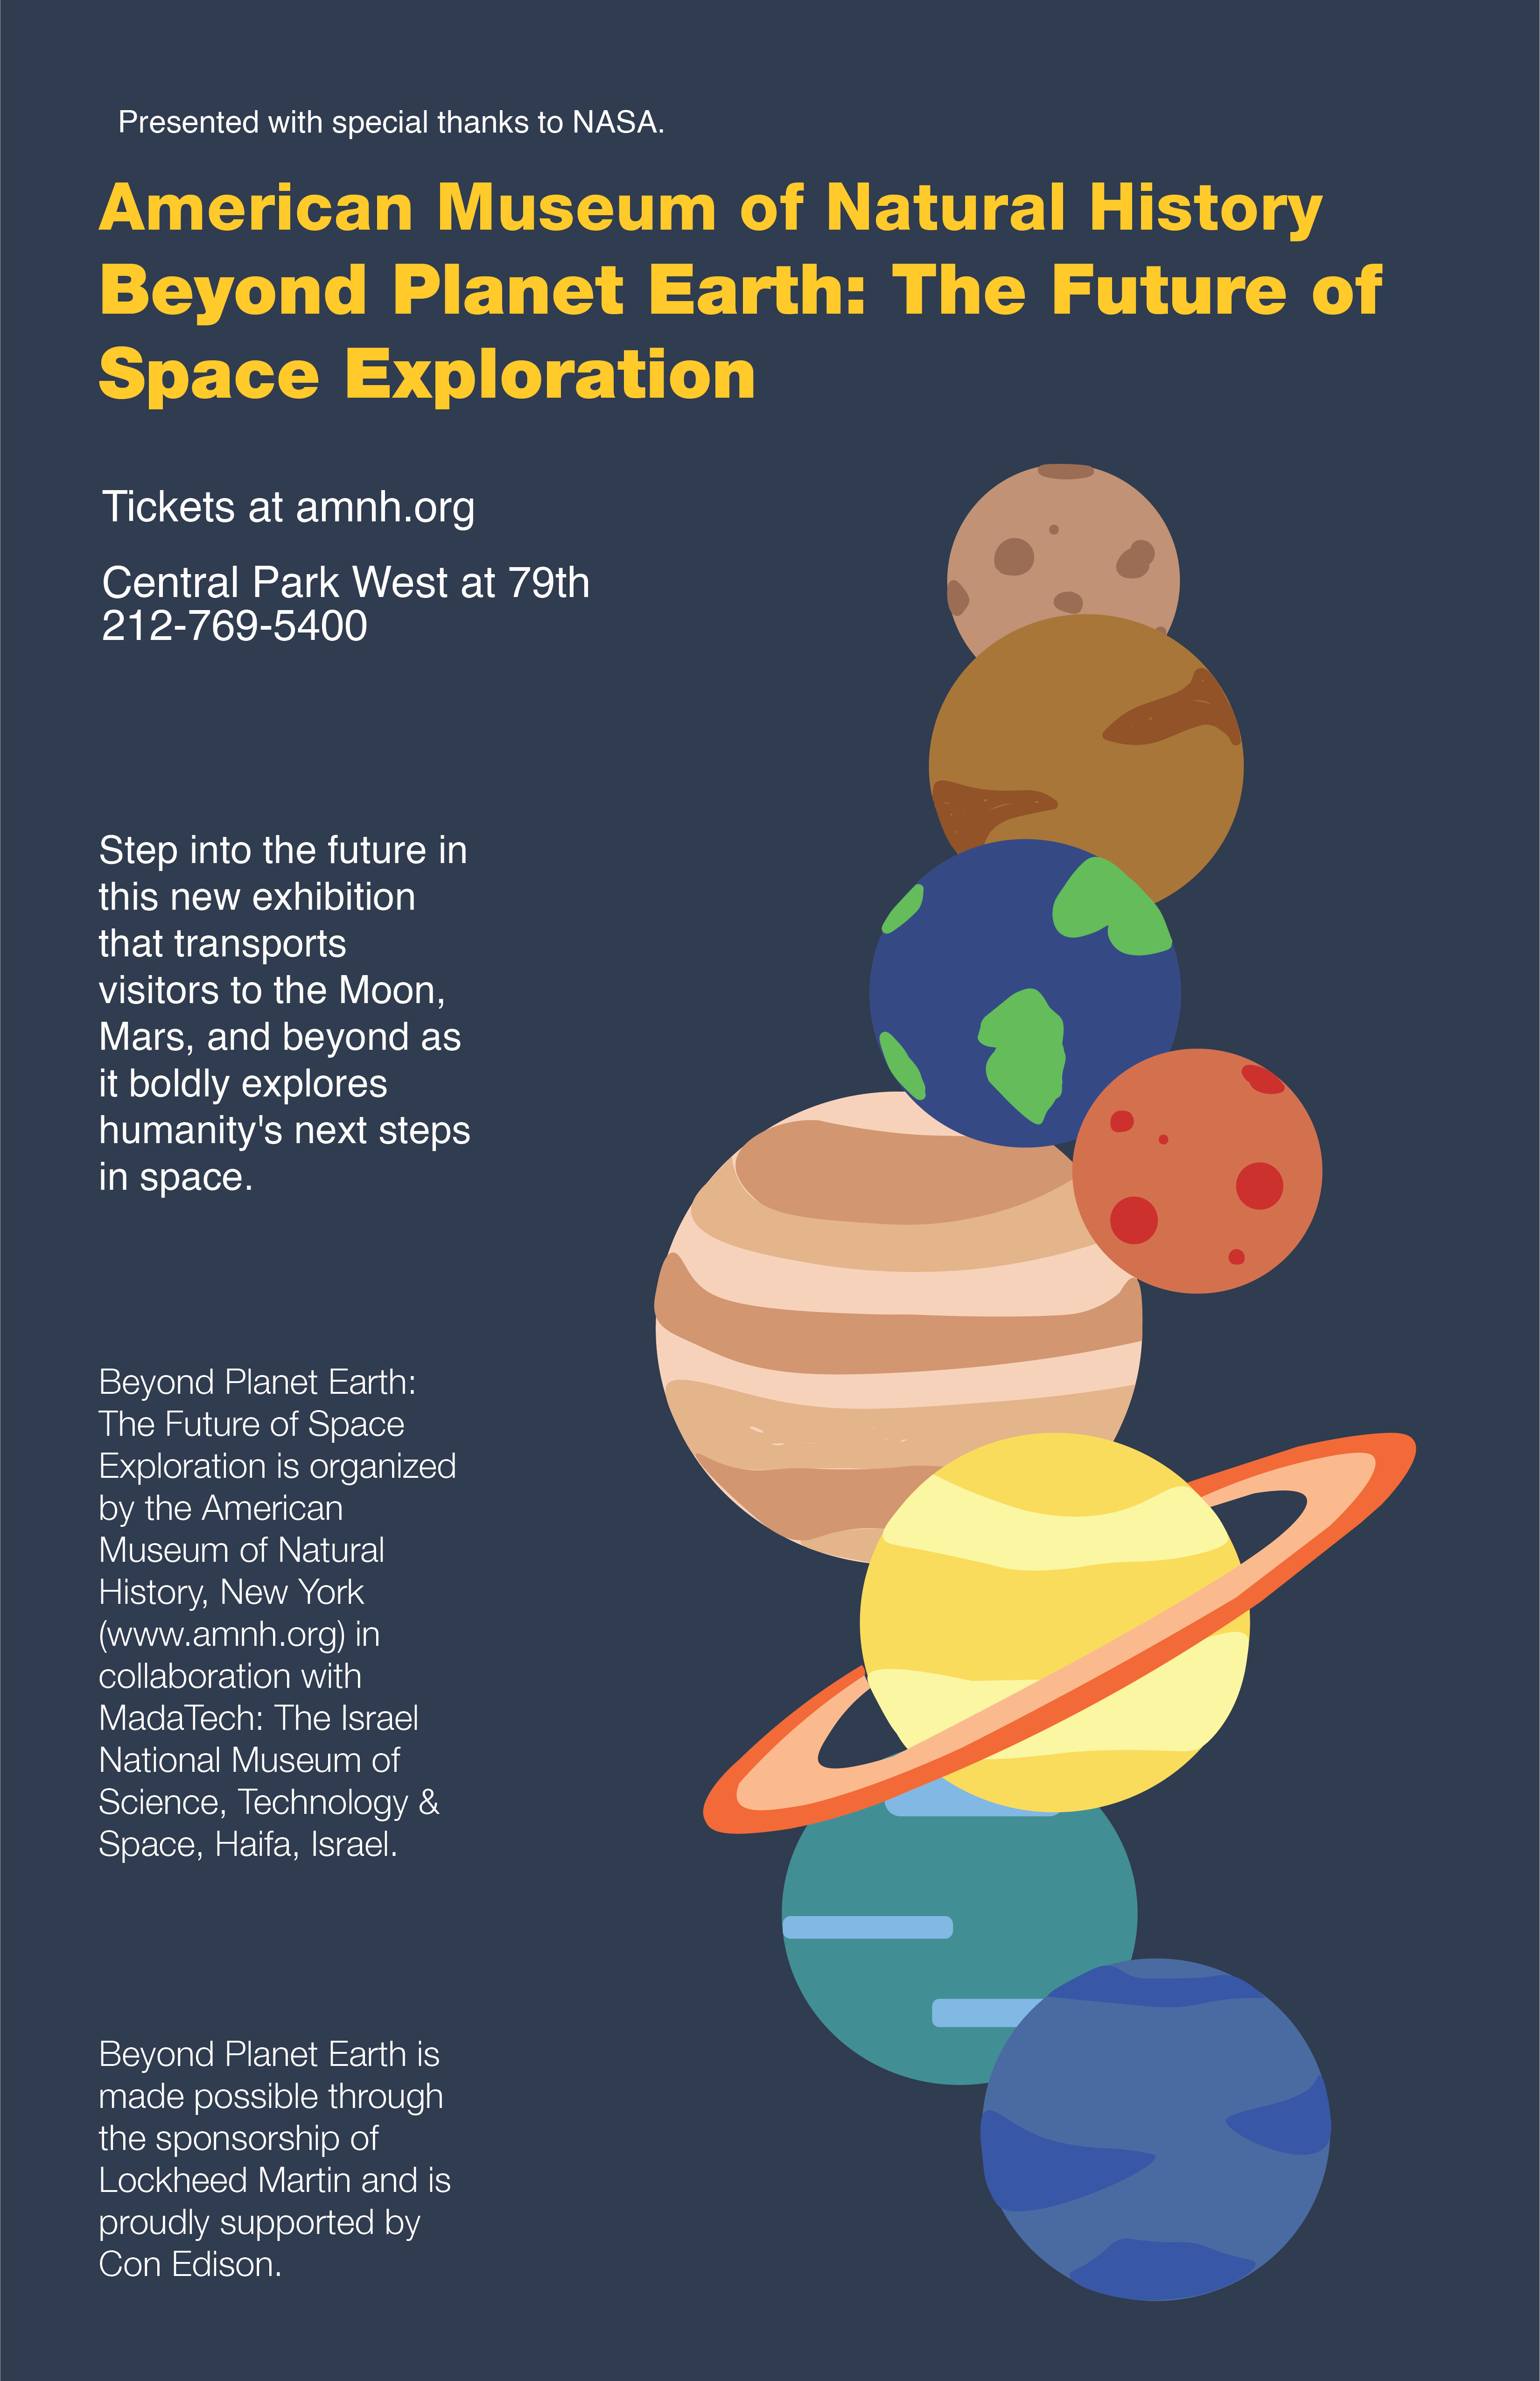 Presented with special thanks to NASA.
American Museum of Natural History
Beyond Planet Earth: The Future of
Space Exploration
Tickets at amnh.org
Central Park West at 79th
212-769-5400
Step into the future in
this new exhibition
that transports
visitors to the Moon,
Mars, and beyond as
it boldly explores
humanity's next steps
in space.
Beyond Planet Earth:
The Future of Space
Exploration is organized
by the American
Museum of Natural
History, New York
(www.amnh.org) in
collaboration with
MadaTech: The Israel
National Museum of
Science, Technology &
Space, Haifa, Israel.
Beyond Planet Earth is
made possible through
the sponsorship of
Lockheed Martin and is
proudly supported by
Con Edison.